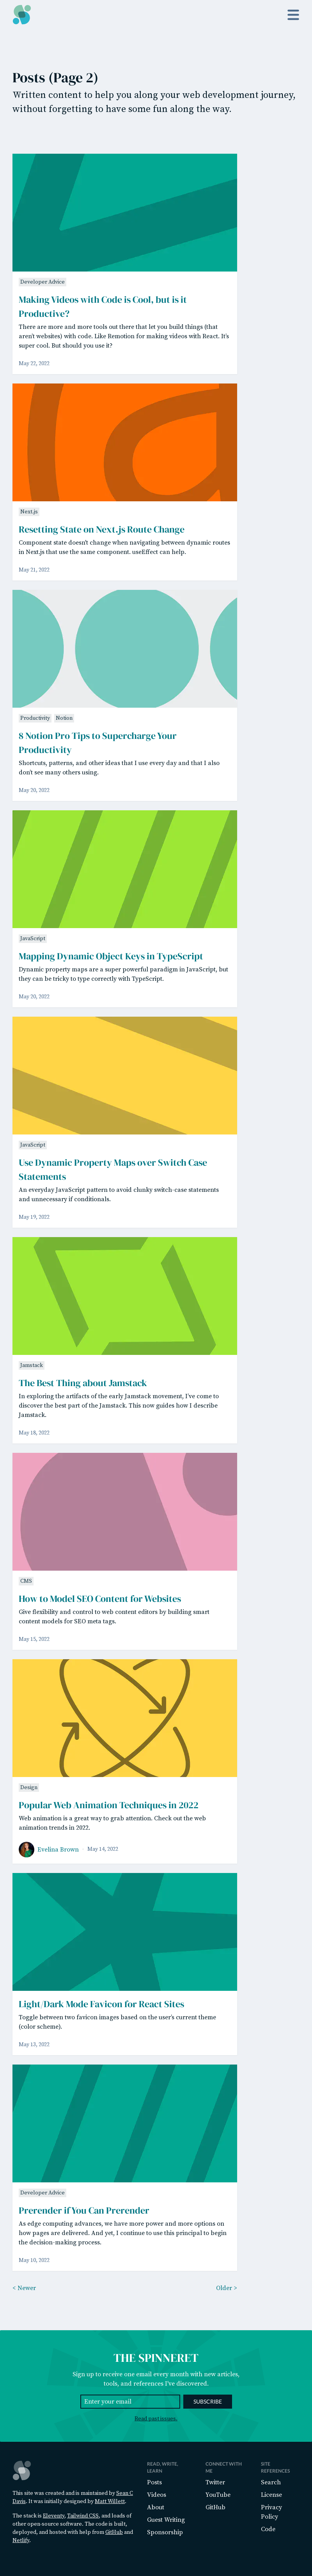 Posts (Page 2)
Written content to help you along your web development journey,
without forgetting to have some fun along the way.
Developer Advice
Making Videos with Code is Cool, but is it
Productive?
There are more and more tools out there that let you build things (that
aren't websites) with code. Like Remotion for making videos with React. It's
super cool. But should you use it?
May 22, 2022
Next.js
Resetting State on Next.js Route Change
Component state doesn't change when navigating between dynamic routes
in Next.js that use the same component. useEffect can help.
May 21, 2022
Productivity Notion
8 Notion Pro Tips to Supercharge Your
Productivity
Shortcuts, patterns, and other ideas that I use every day and that I also
don't see many others using.
May 20, 2022
JavaScript
Mapping Dynamic Object Keys in TypeScript
Dynamic property maps are a super powerful paradigm in JavaScript, but
they can be tricky to type correctly with TypeScript.
May 20, 2022
JavaScript
Use Dynamic Property Maps over Switch Case
Statements
An everyday JavaScript pattern to avoid clunky switch-case statements
and unnecessary if conditionals.
May 19, 2022
Jamstack
The Best Thing about Jamstack
In exploring the artifacts of the early Jamstack movement, I've come to
discover the best part of the Jamstack. This now guides how I describe
Jamstack.
May 18, 2022
CMS
How to Model SEO Content for Websites
Give flexibility and control to web content editors by building smart
content models for SEO meta tags.
May 15, 2022
Design
Popular Web Animation Techniques in 2022
Web animation is a great way to grab attention. Check out the web
animation trends in 2022.
Evelina Brown May 14, 2022
Light/Dark Mode Favicon for React Sites
Toggle between two favicon images based on the user's current theme
(color scheme).
May 13, 2022
Developer Advice
Prerender if You Can Prerender
As edge computing advances, we have more power and more options on
how pages are delivered. And yet, I continue to use this principal to begin
the decision-making process.
May 10, 2022
< Newer
Older >
THE SPINNERET
Sign up to receive one email every month with new articles,
tools, and references I've discovered.
Enter your email
SUBSCRIBE
Read past issues.
This site was created and is maintained by Sean C
Davis. It was initially designed by Matt Willett.
The stack is Eleventy, Tailwind CSS, and loads of
other open source software. The code is built,
deployed, and hosted with help from GitHub and
Netlify.
READ, WRITE,
LEARN
Posts
Videos
About
Guest Writing
Sponsorship
CONNECT WITH
ME
Twitter
YouTube
GitHub
SITE
REFERENCES
Search
License
Privacy
Policy
Code